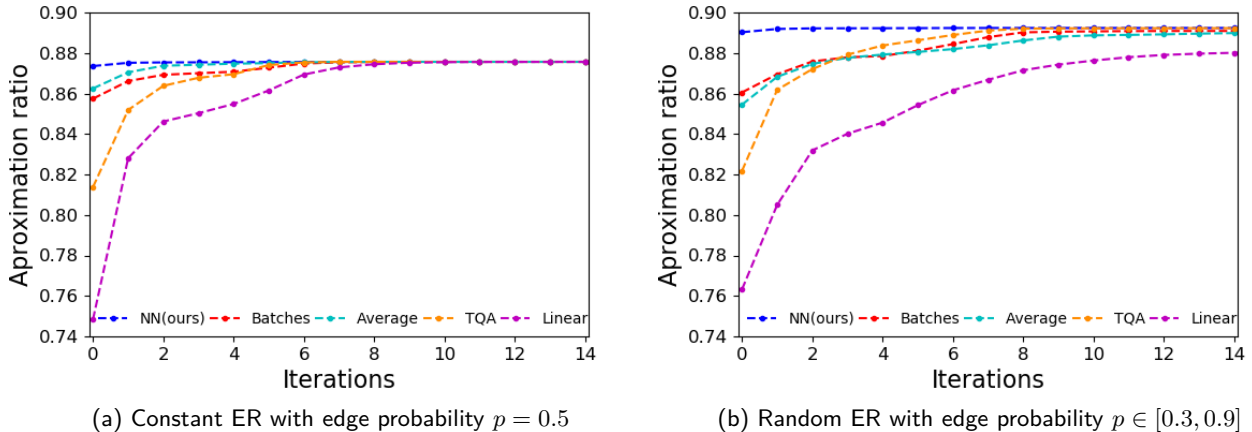 0.90
0.88
0.86
0.84
0.82
0.80
0.78
0.76
0.74
Aproximation ratio
NN(ours) Batches Average TQA Linear
0 2 4 6 8 10 12 14
Iterations
(a) Constant ER with edge probability p = 0.5
0.90
0.88
0.86
0.84
0.82
0.80
0.78
0.76
0.74
Aproximation ratio
NN(ours) Batches Average TQA Linear
0 2 4 6 8 10 12 14
Iterations
(b) Random ER with edge probability p ∈ [0.3, 0.9]